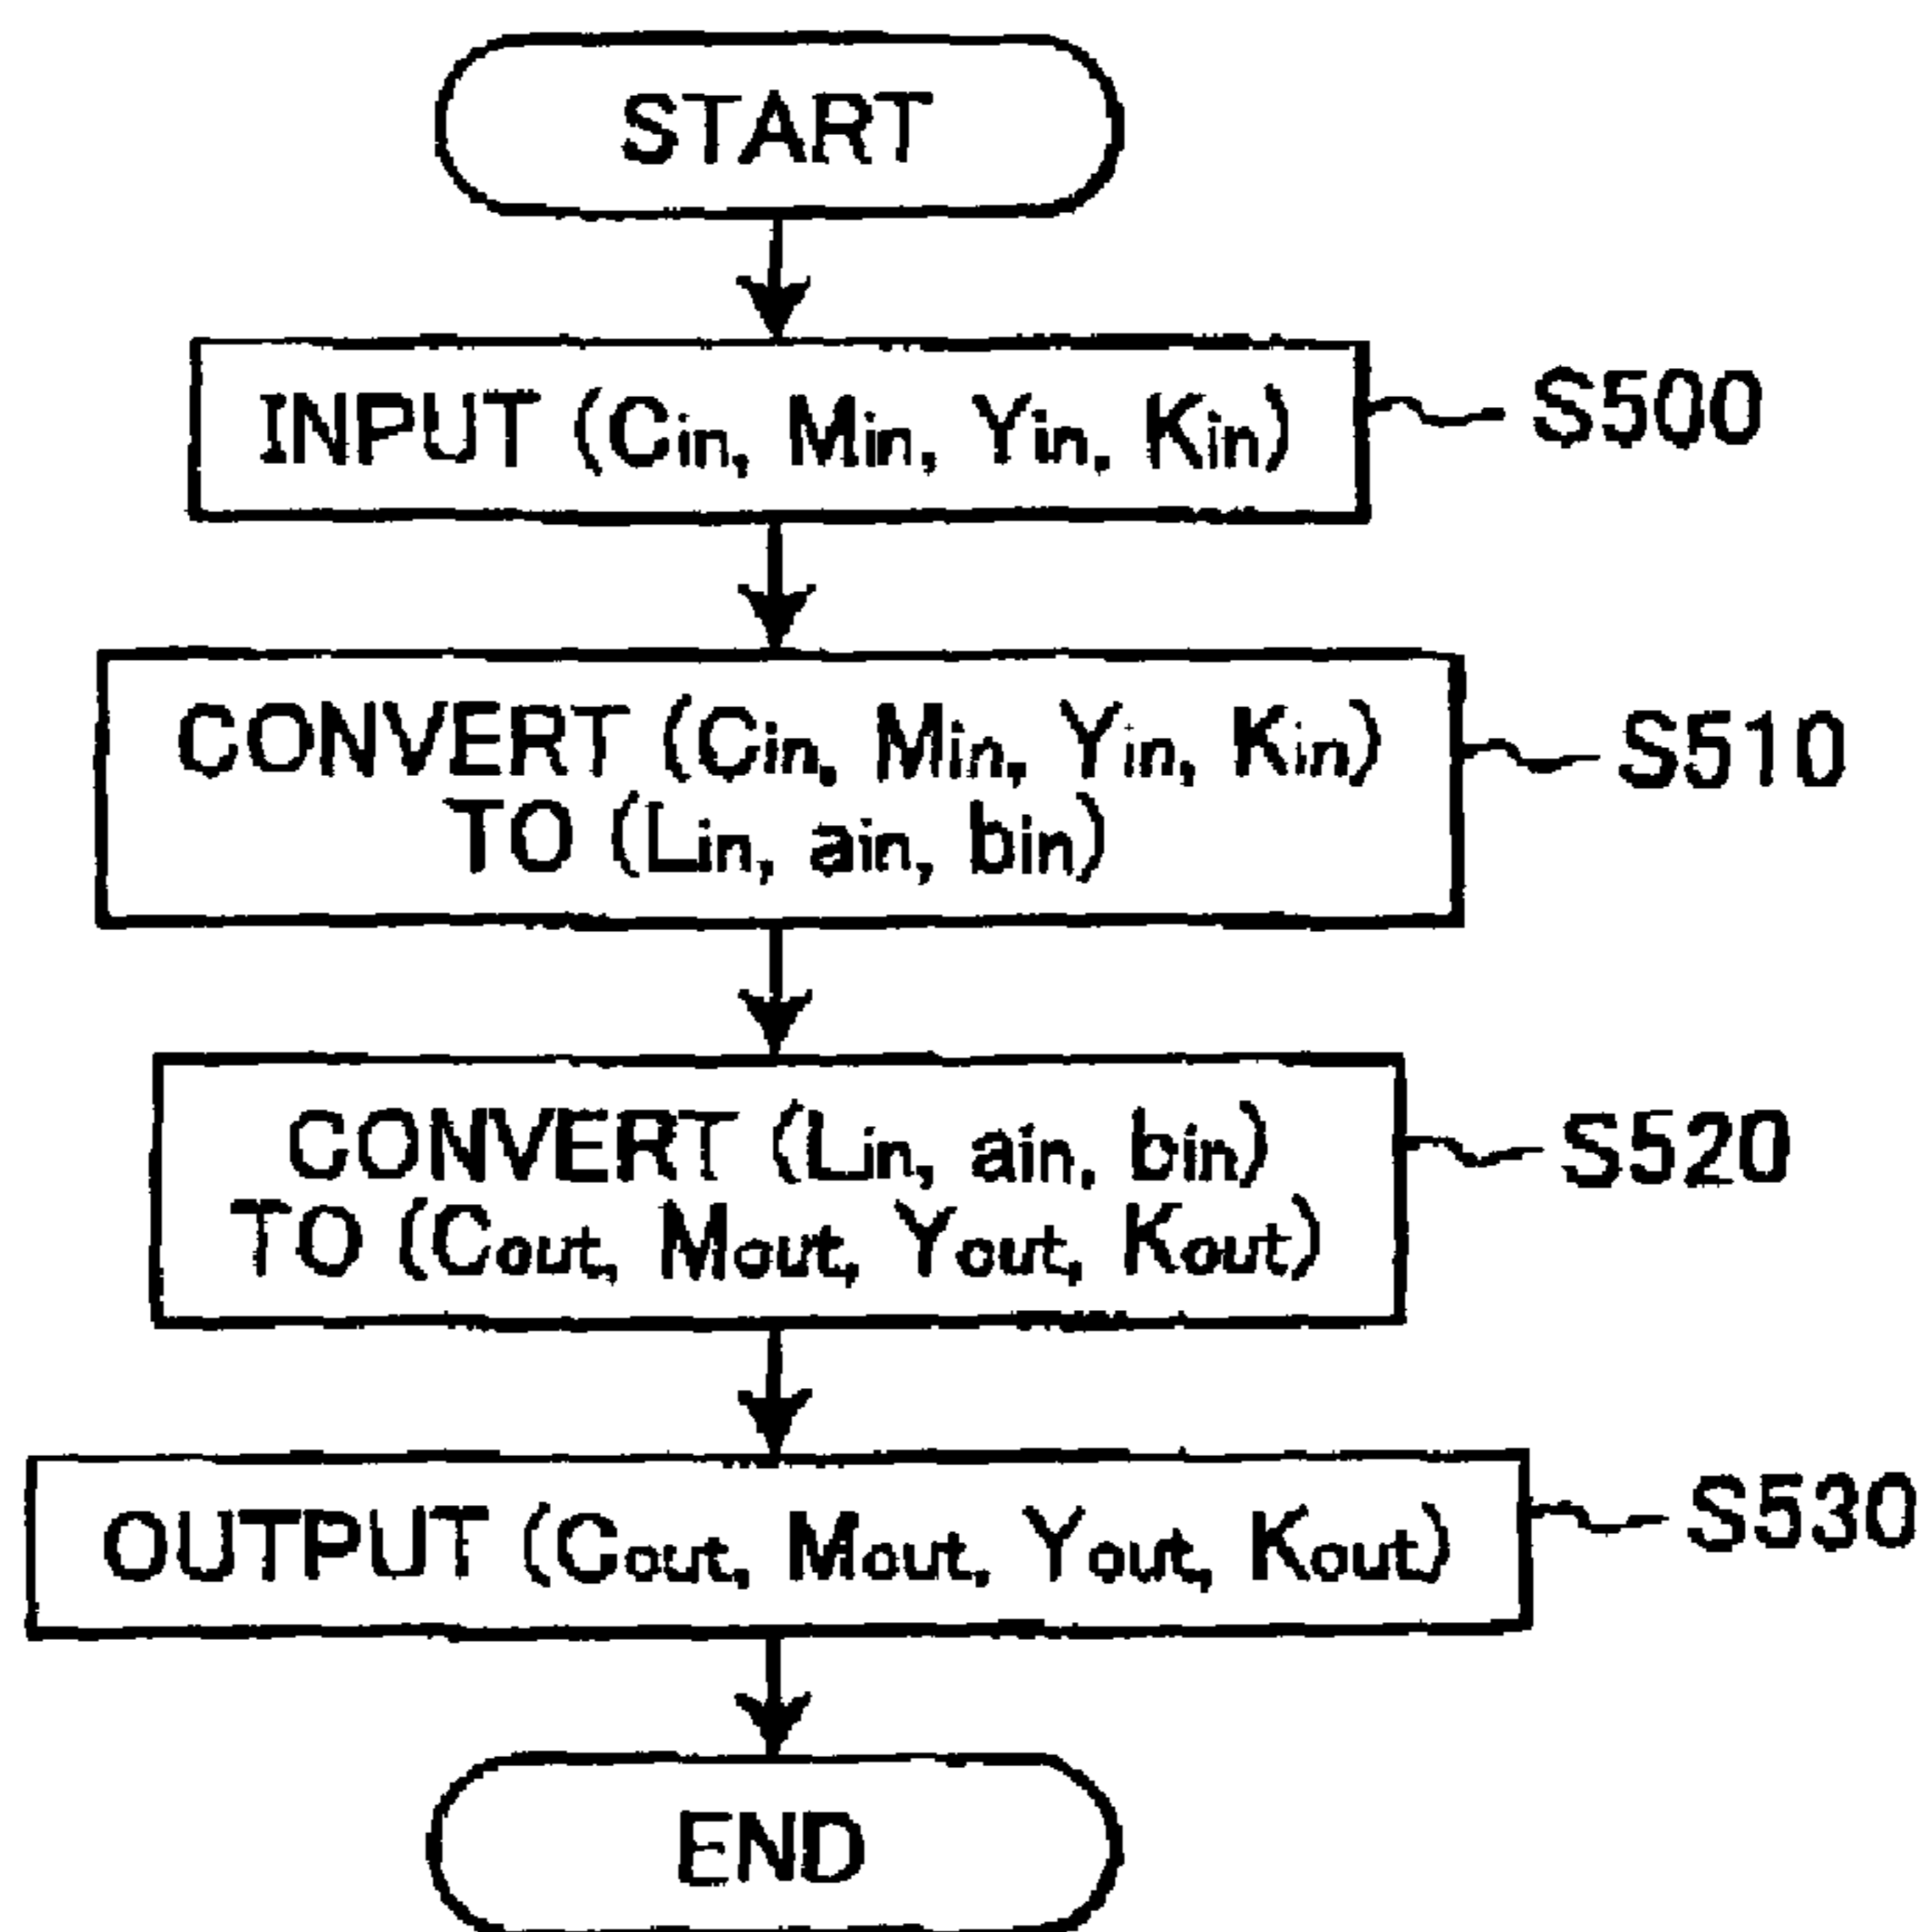 START
INPUT (Cin, Min, Yin, Kin)
S500
CONVERT (Cin, Min, Yin, Kin)
TO (Lin, ain, bin)
S510
CONVERT (Lin, ain, bin)
TO (Cout, Mout, Yout, Kout)
S520
OUTPUT (Cout, Mout, Yout, Kout)
S530
END